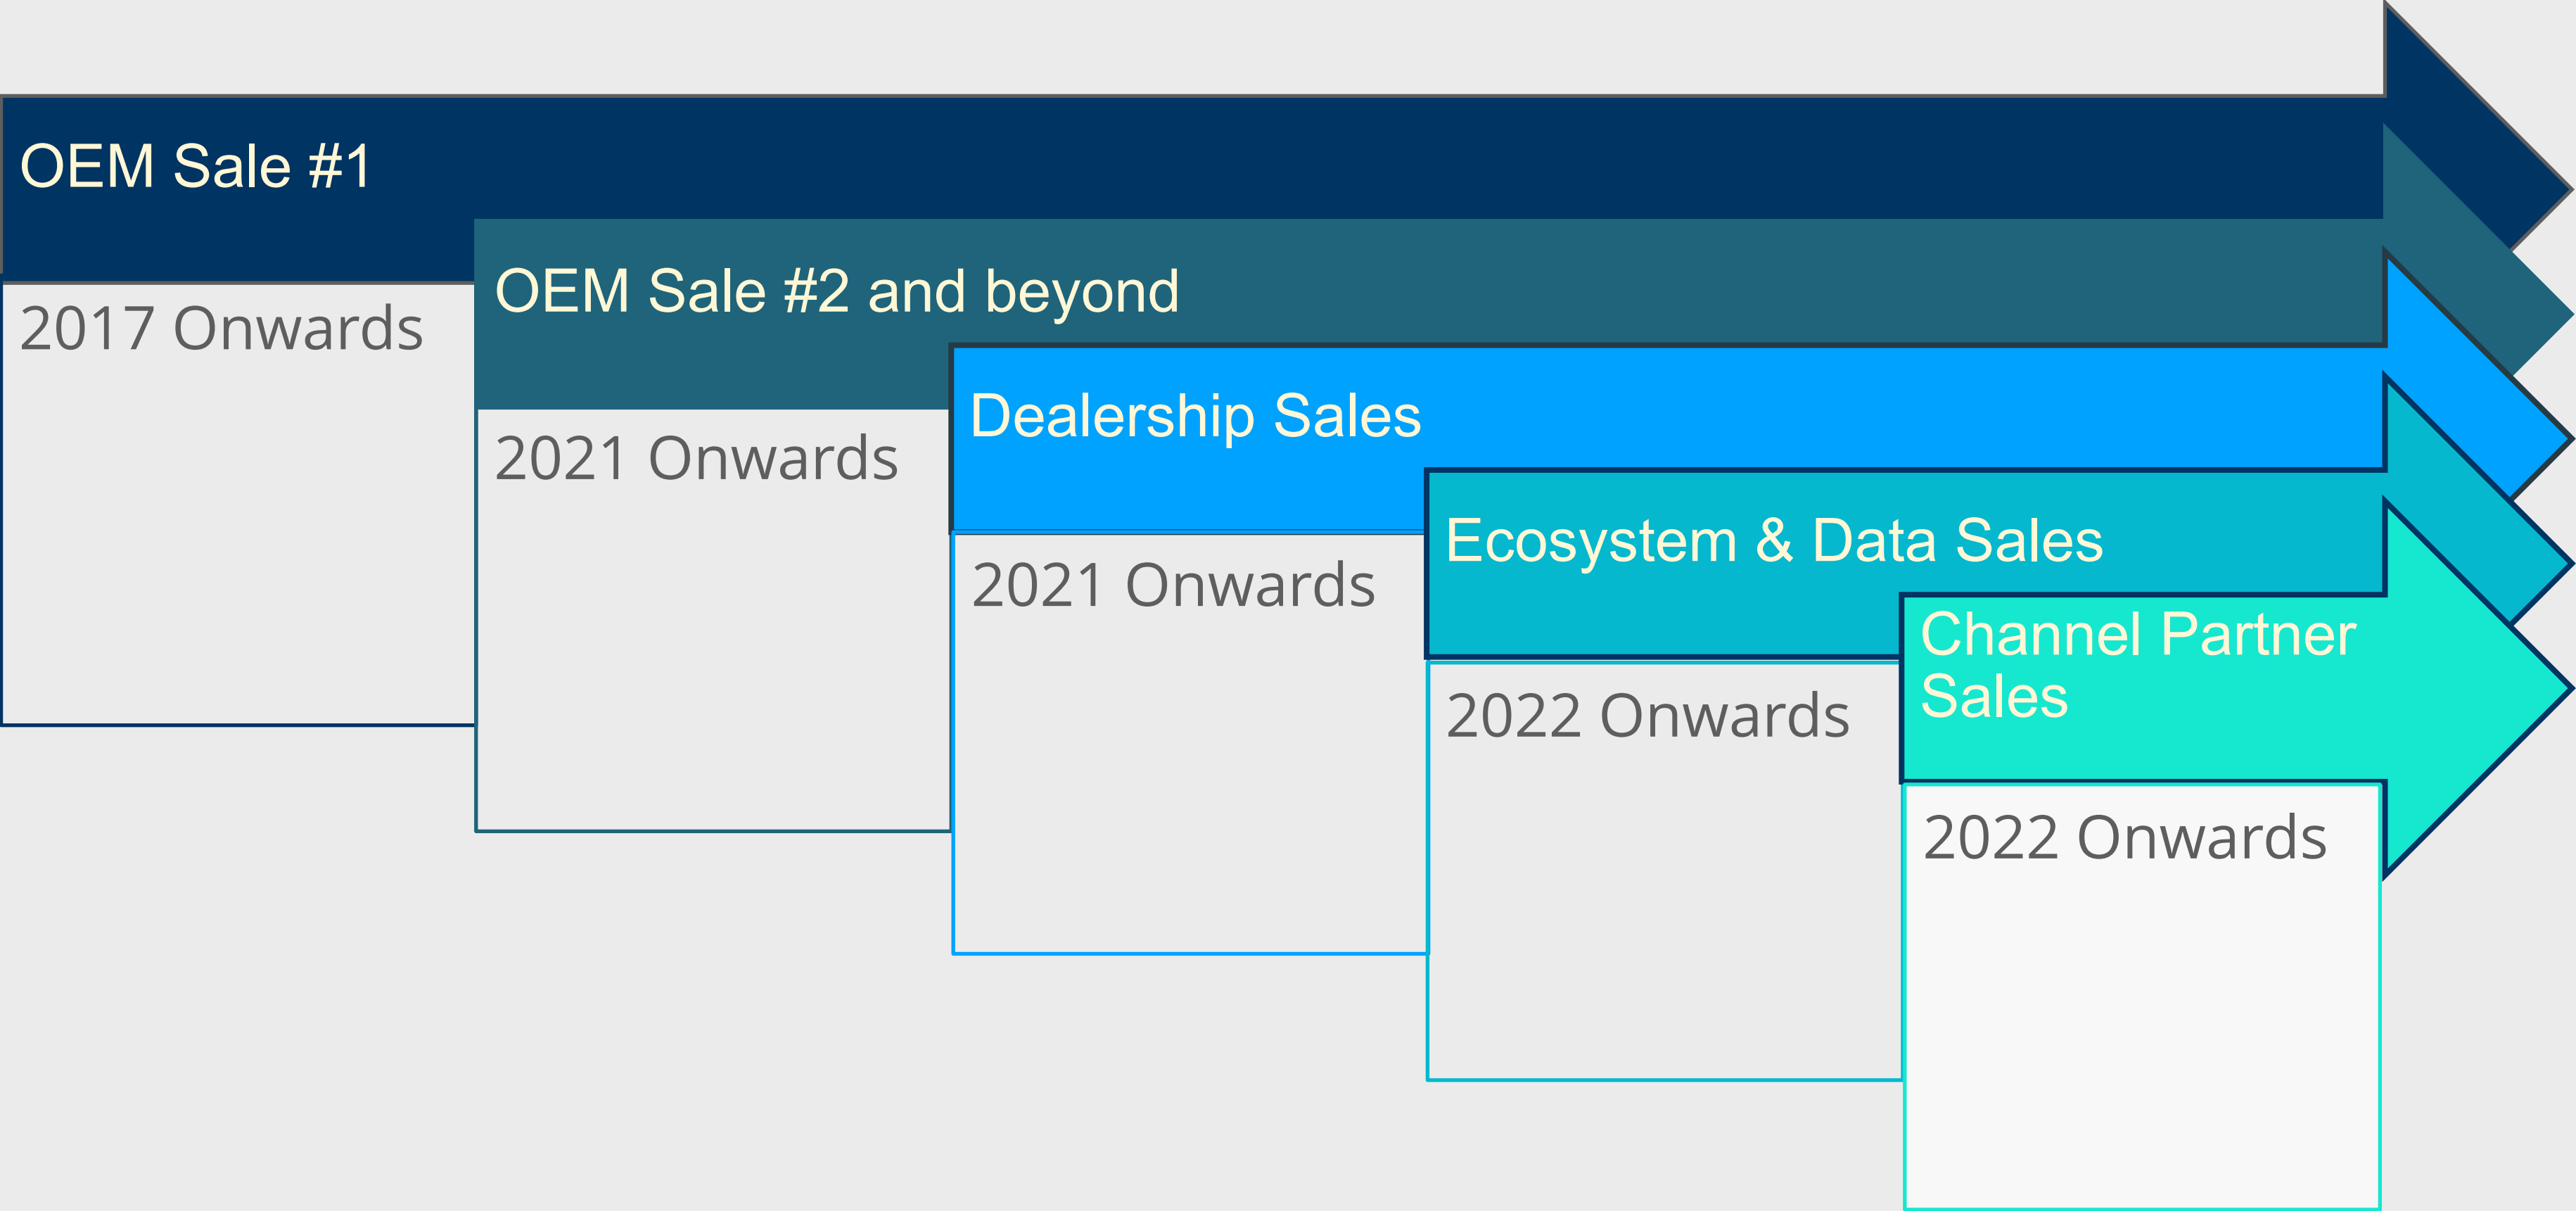 OEM Sale #1
2017 Onwards
OEM Sale #2 and beyond
2021 Onwards
Dealership Sales
2021 Onwards
Ecosystem & Data Sales
2022 Onwards
Channel Partner
Sales
2022 Onwards